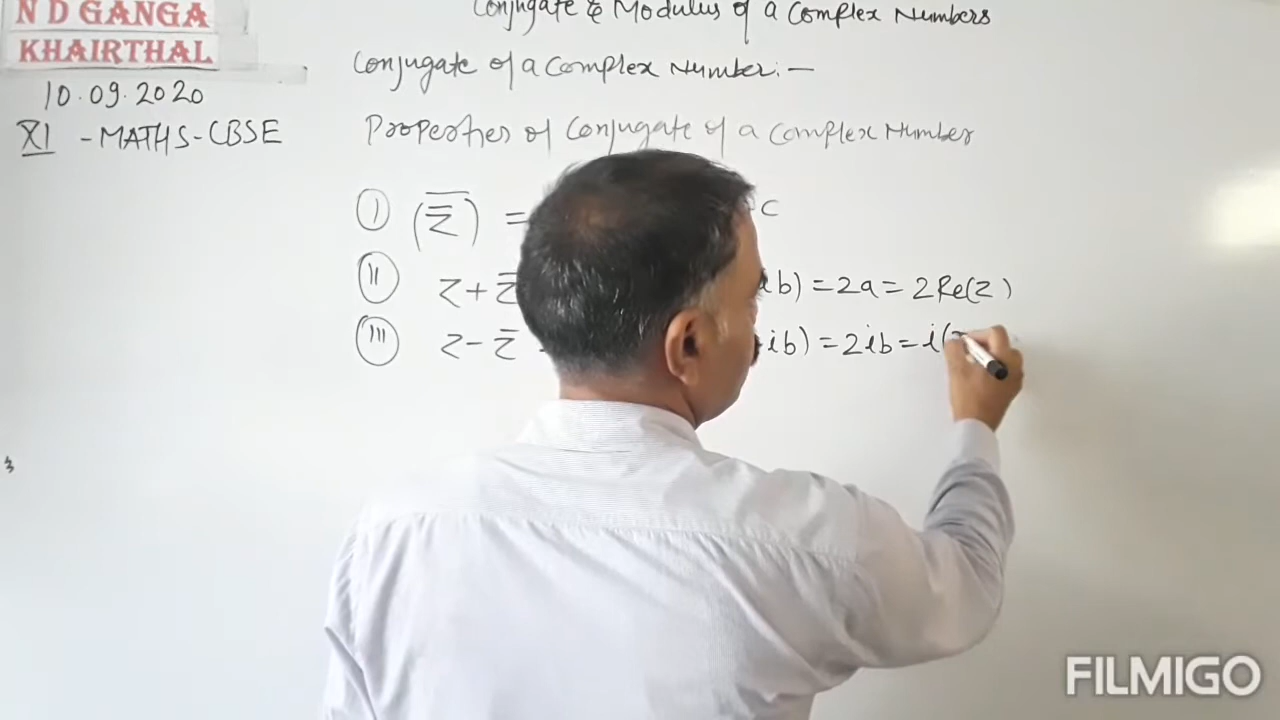 N D GANGA
KHAIRTHAL
10.09.2020
XI - MATHS - CBSE
Conjugate & Modulus of a Complex Numbers
Conjugate of a Complex Number :-
Properties of Conjugate of a Complex Number
(i) (z̿) = C
(ii) z + z̄ b) = 2a = 2Re(z)
(iii) z - z̄ ib) = 2ib = i(
FILMIGO